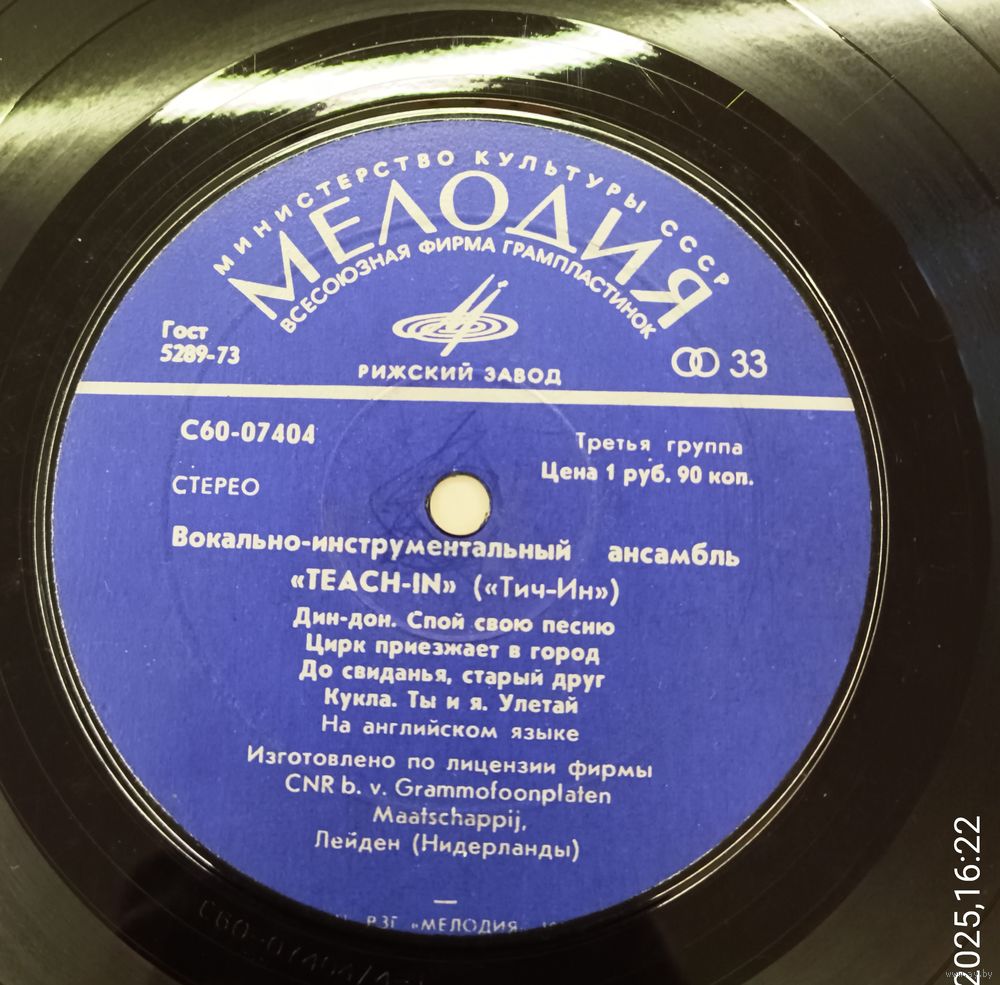 МИНИСТЕРСТВО КУЛЬТУРЫ СССР
МЕЛОДИЯ
ВСЕСОЮЗНАЯ ФИРМА ГРАМПЛАСТИНОК
Гост
5289-73
РИЖСКИЙ ЗАВОД
33
С60-07404
Третья группа
Цена 1 руб. 90 коп.
СТЕРЕО
Вокально-инструментальный ансамбль
«TEACH-IN» («Тич-Ин»)
Дин-дон. Спой свою песню
Цирк приезжает в город
До свиданья, старый друг
Кукла. Ты и я. Улетай
На английском языке
Изготовлено по лицензии фирмы
CNR b. v. Grammofoonplaten
Maatschappij,
Лейден (Нидерланды)
РЗГ «МЕЛОДИЯ»
2025,16:22